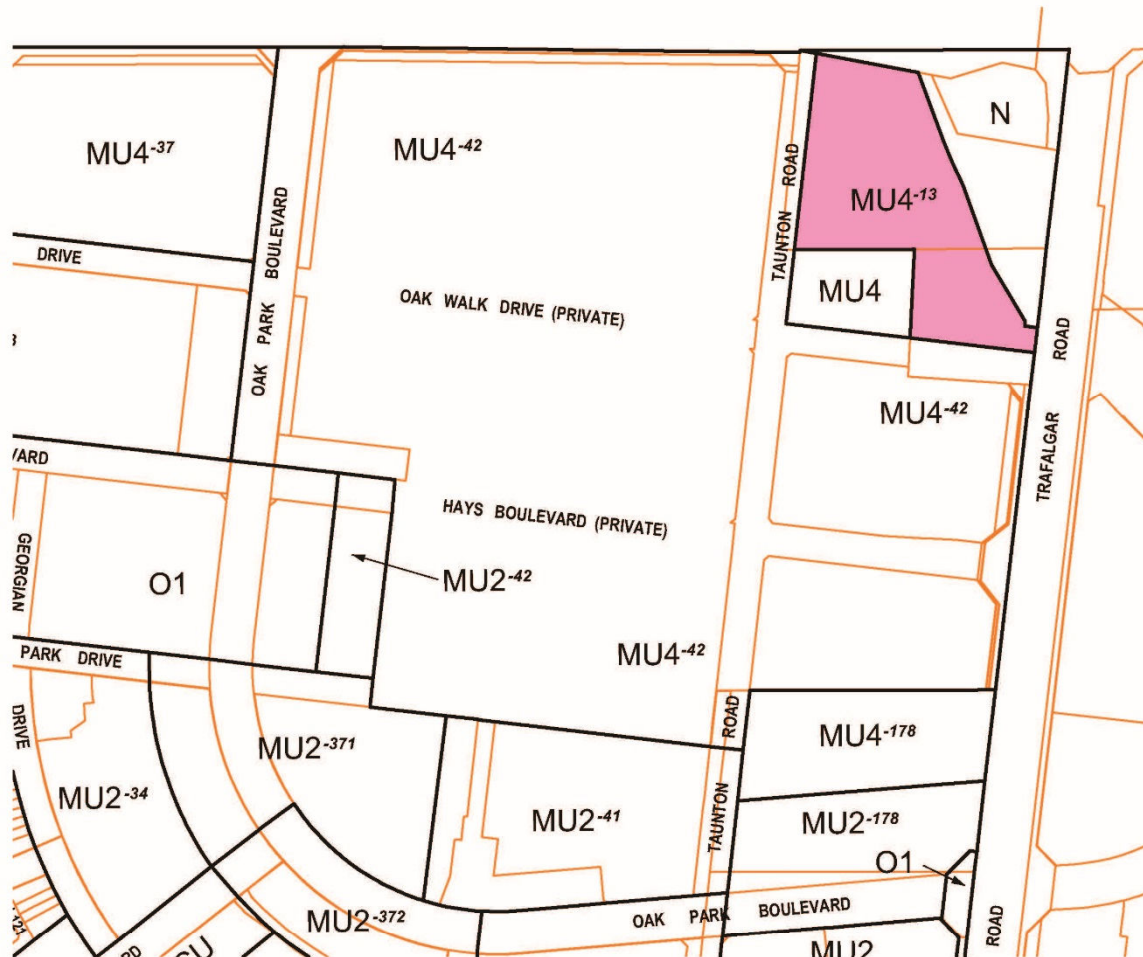 N
MU4-37
MU4-42
ROAD
MU4-13
TAUNTON
BOULEVARD
DRIVE
MU4
OAK WALK DRIVE (PRIVATE)
PARK
ROAD
OAK
MU4-42
TRAFALGAR
HAYS BOULEVARD (PRIVATE)
GEORGIAN
O1
MU2-42
PARK DRIVE
MU4-42
DRIVE
ROAD
MU4-178
MU2-371
MU2-34
MU2-41
TAUNTON
MU2-178
O1
OAK PARK BOULEVARD
MU2-372
ROAD
MU2